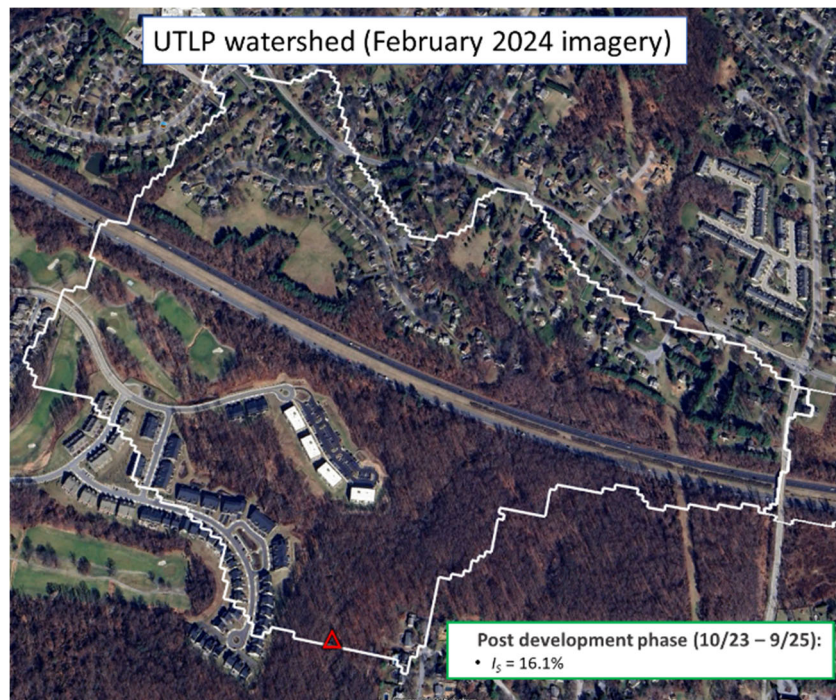 UTLP watershed (February 2024 imagery)
Post development phase (10/23 – 9/25):
• IS = 16.1%